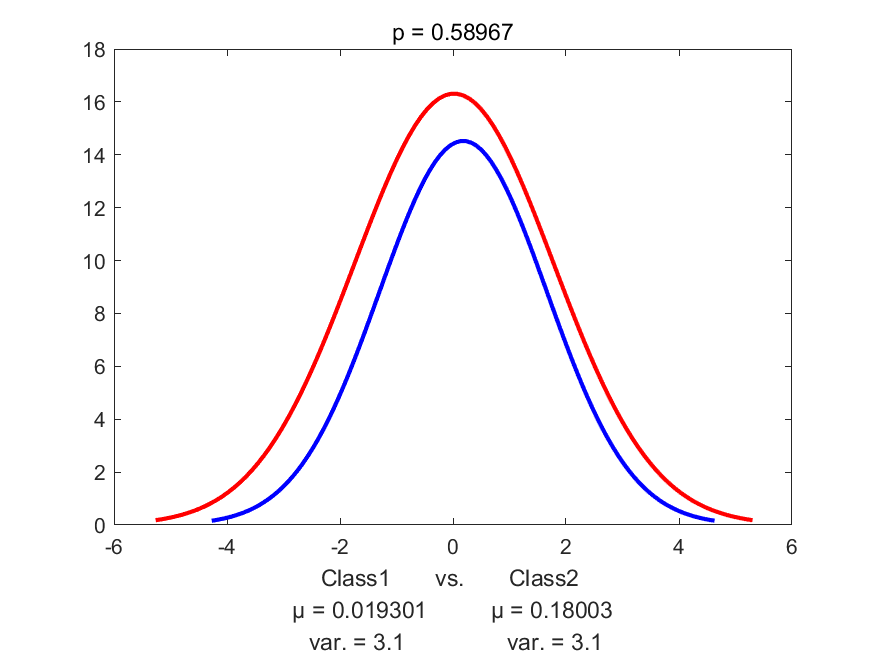 p = 0.58967
18
16
14
12
10
8
6
4
2
0
-6 -4 -2 0 2 4 6
Class1 vs. Class2
μ = 0.019301 μ = 0.18003
var. = 3.1 var. = 3.1